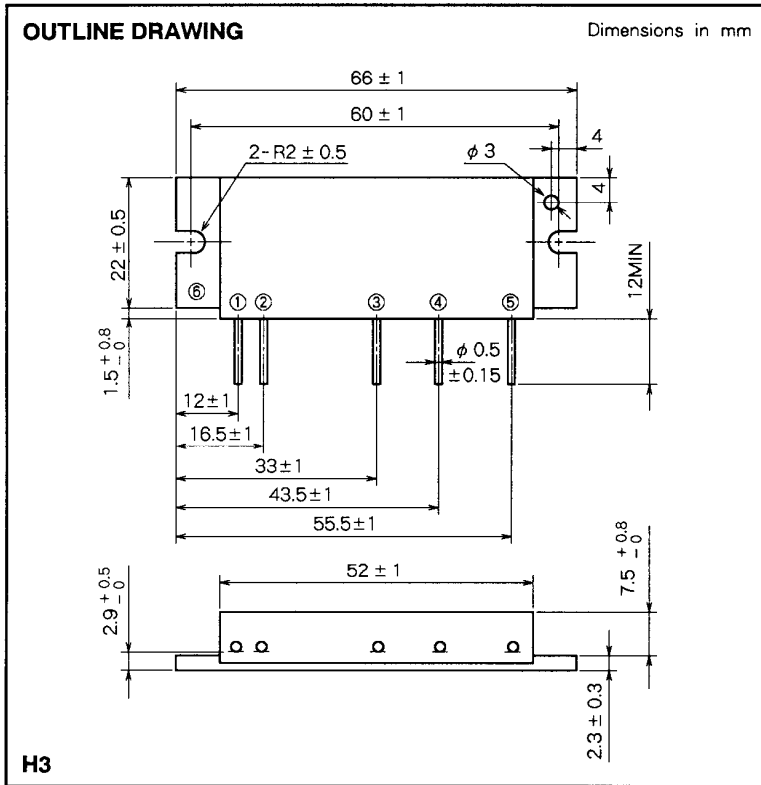 OUTLINE DRAWING
Dimensions in mm
66 ± 1
60 ± 1
4
2-R2 ± 0.5
φ 3
4
22 ± 0.5
12MIN
⑥
① ② ③ ④ ⑤
1.5 +0.8 -0
φ 0.5
±0.15
12±1
16.5±1
33±1
43.5±1
55.5±1
52 ± 1
2.9 +0.5 -0
7.5 +0.8 -0
2.3 ± 0.3
H3